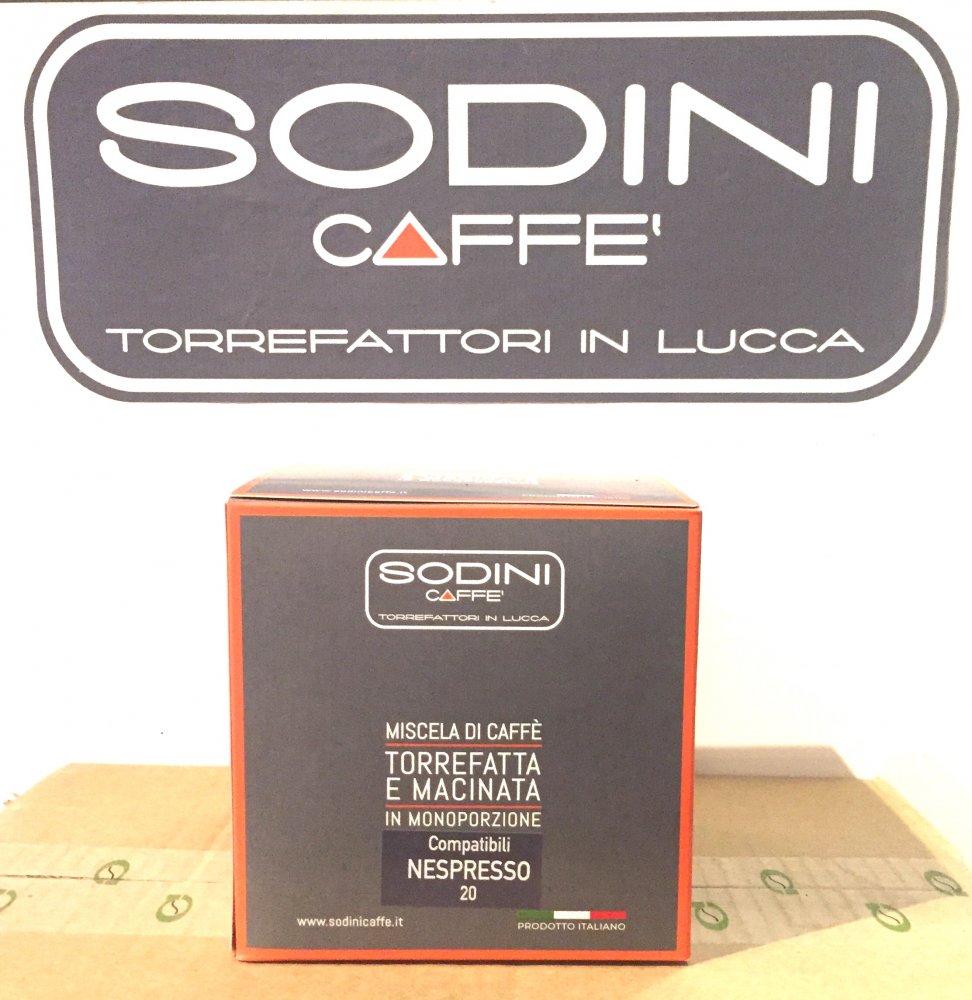 SODINI
CAFFE'
TORREFATTORI IN LUCCA
www.sodinicaffe.it
SODINI
CAFFE'
TORREFATTORI IN LUCCA
MISCELA DI CAFFÈ
TORREFATTA
E MACINATA
IN MONOPORZIONE
Compatibili
NESPRESSO
20
www.sodinicaffe.it
PRODOTTO ITALIANO